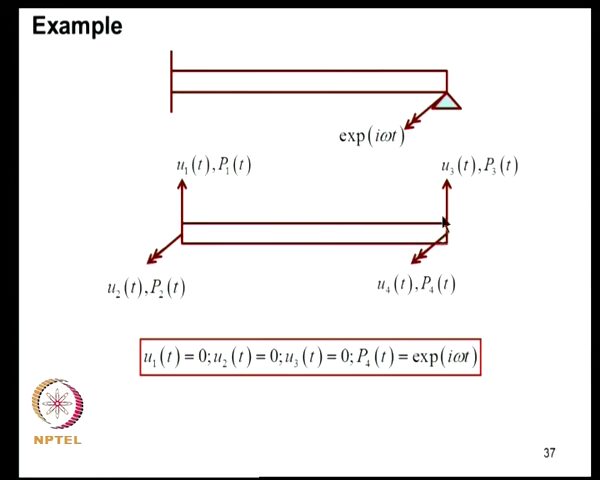 Example
exp(iωt)
u₁(t), P₁(t)
u₃(t), P₃(t)
u₂(t), P₂(t)
u₄(t), P₄(t)
u₁(t) = 0; u₂(t) = 0; u₃(t) = 0; P₄(t) = exp(iωt)
NPTEL
37